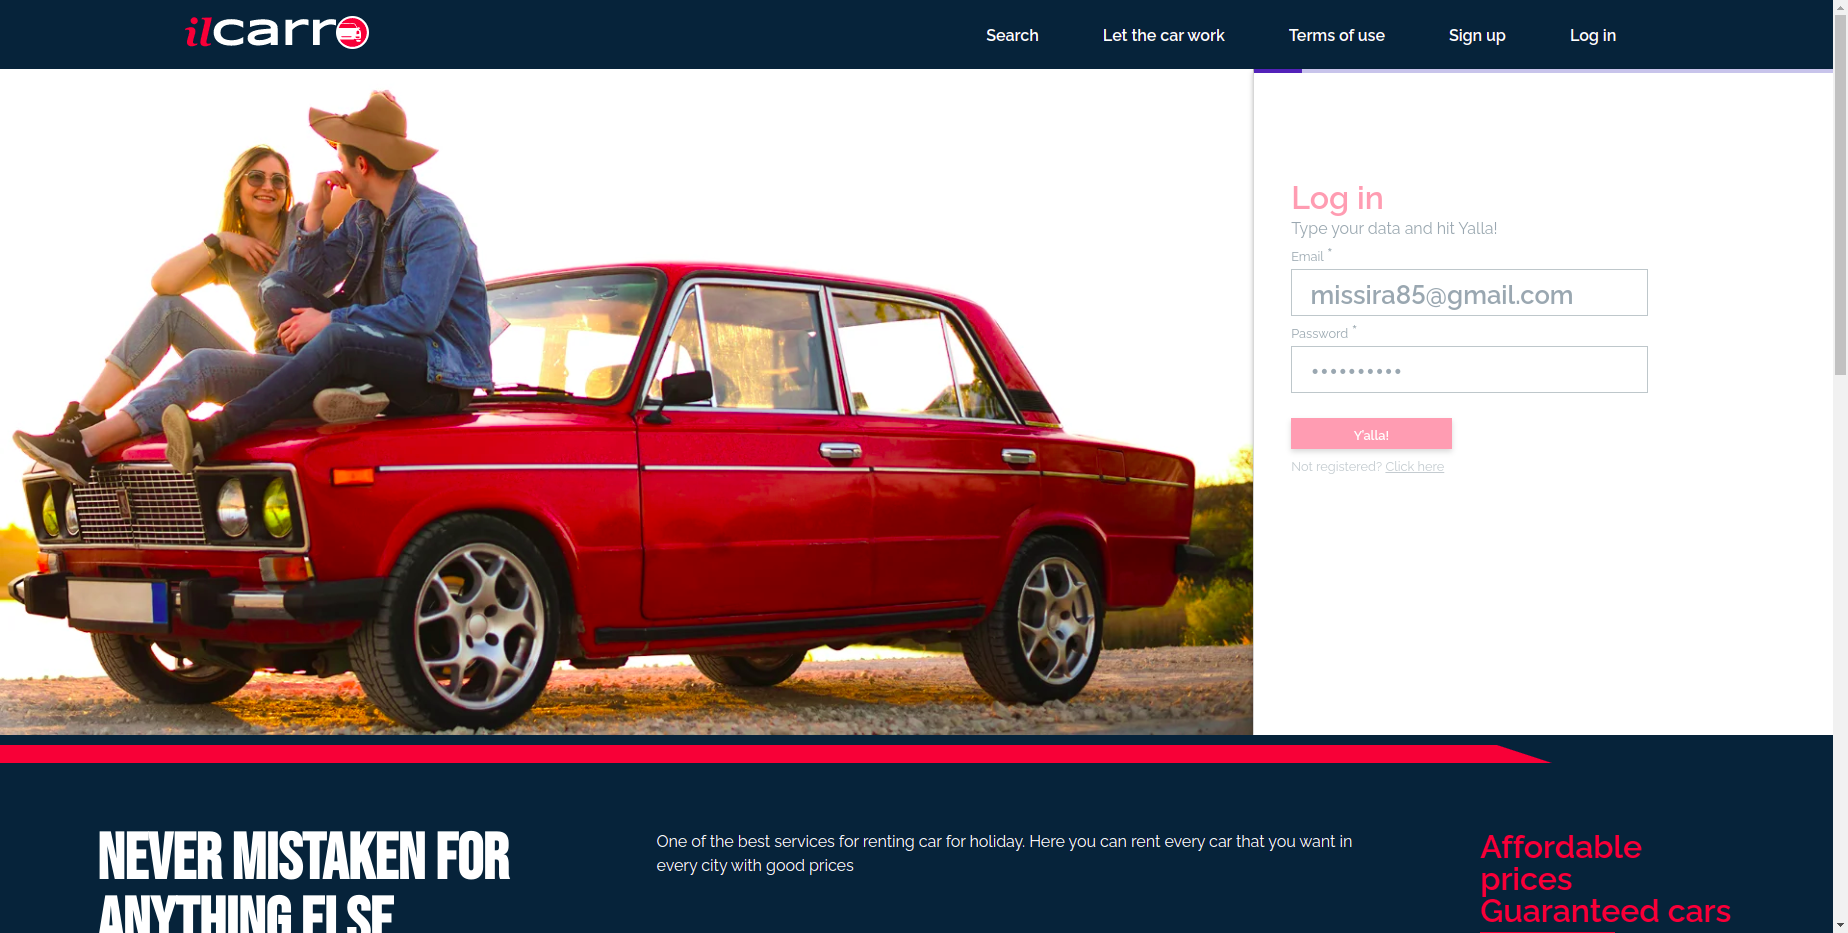 ilcarro
Search
Let the car work
Terms of use
Sign up
Log in
Log in
Type your data and hit Yalla!
Email *
missira85@gmail.com
Password *
••••••••••
Y'alla!
Not registered? Click here
NEVER MISTAKEN FOR
ANYTHING ELSE
One of the best services for renting car for holiday. Here you can rent every car that you want in
every city with good prices
Affordable
prices
Guaranteed cars